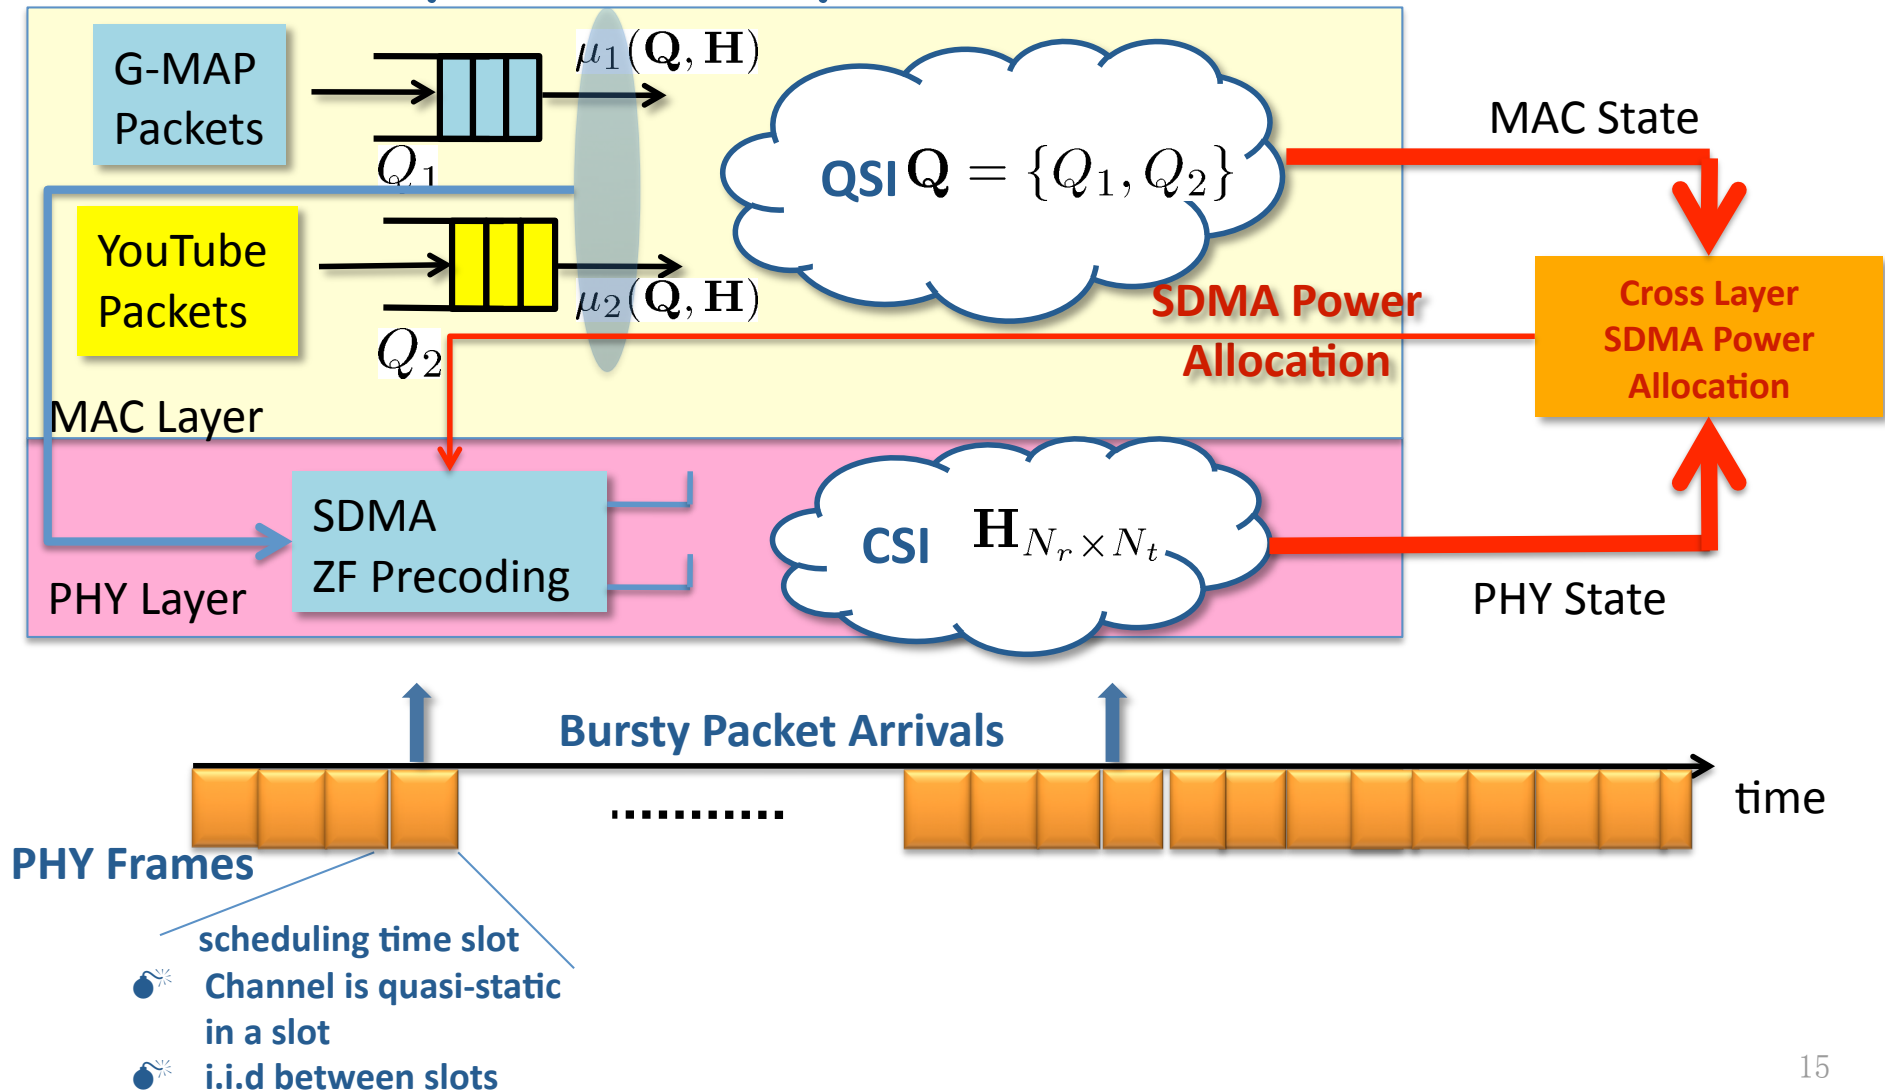 G-MAP
Packets
μ₁(Q, H)
Q₁
QSI Q = {Q₁, Q₂}
MAC State
YouTube
Packets
μ₂(Q, H)
Q₂
SDMA Power
Allocation
Cross Layer
SDMA Power
Allocation
MAC Layer
SDMA
ZF Precoding
CSI H_{N_r×N_t}
PHY Layer
PHY State
Bursty Packet Arrivals
time
PHY Frames
scheduling time slot
Channel is quasi-static
in a slot
i.i.d between slots
15